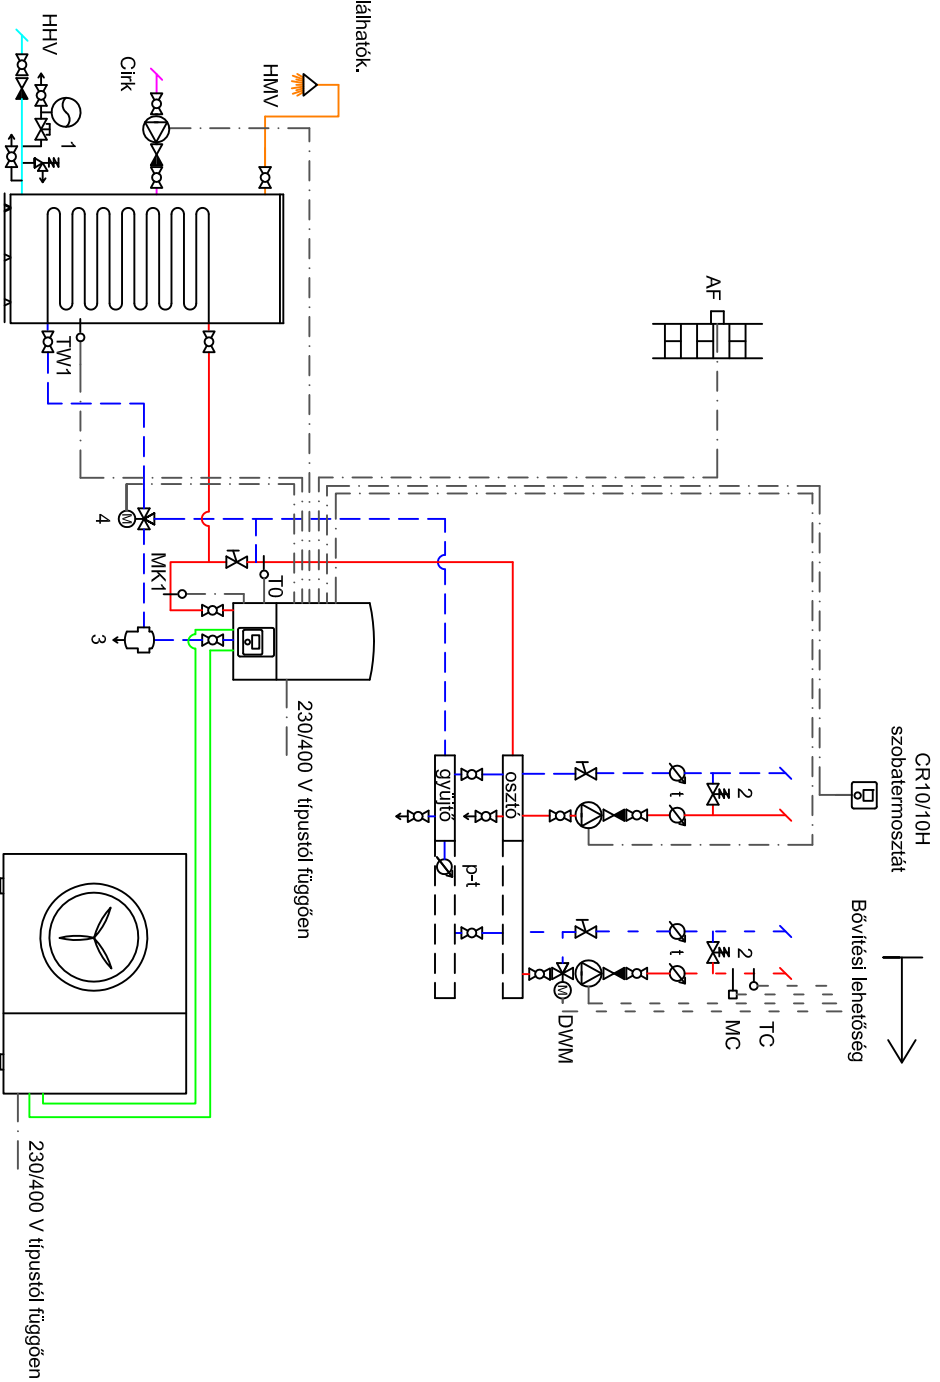 lálhatók.
HHV
1
Cirk
HMV
TW1
AF
4
MK1
T0
3
M
230/400 V típustól függően
gyűjtő
osztó
p-t
t
2
CR10/10H
szobatermosztát
Bővítési lehetőség
t
2
M
DWM
MC
TC
230/400 V típustól függően